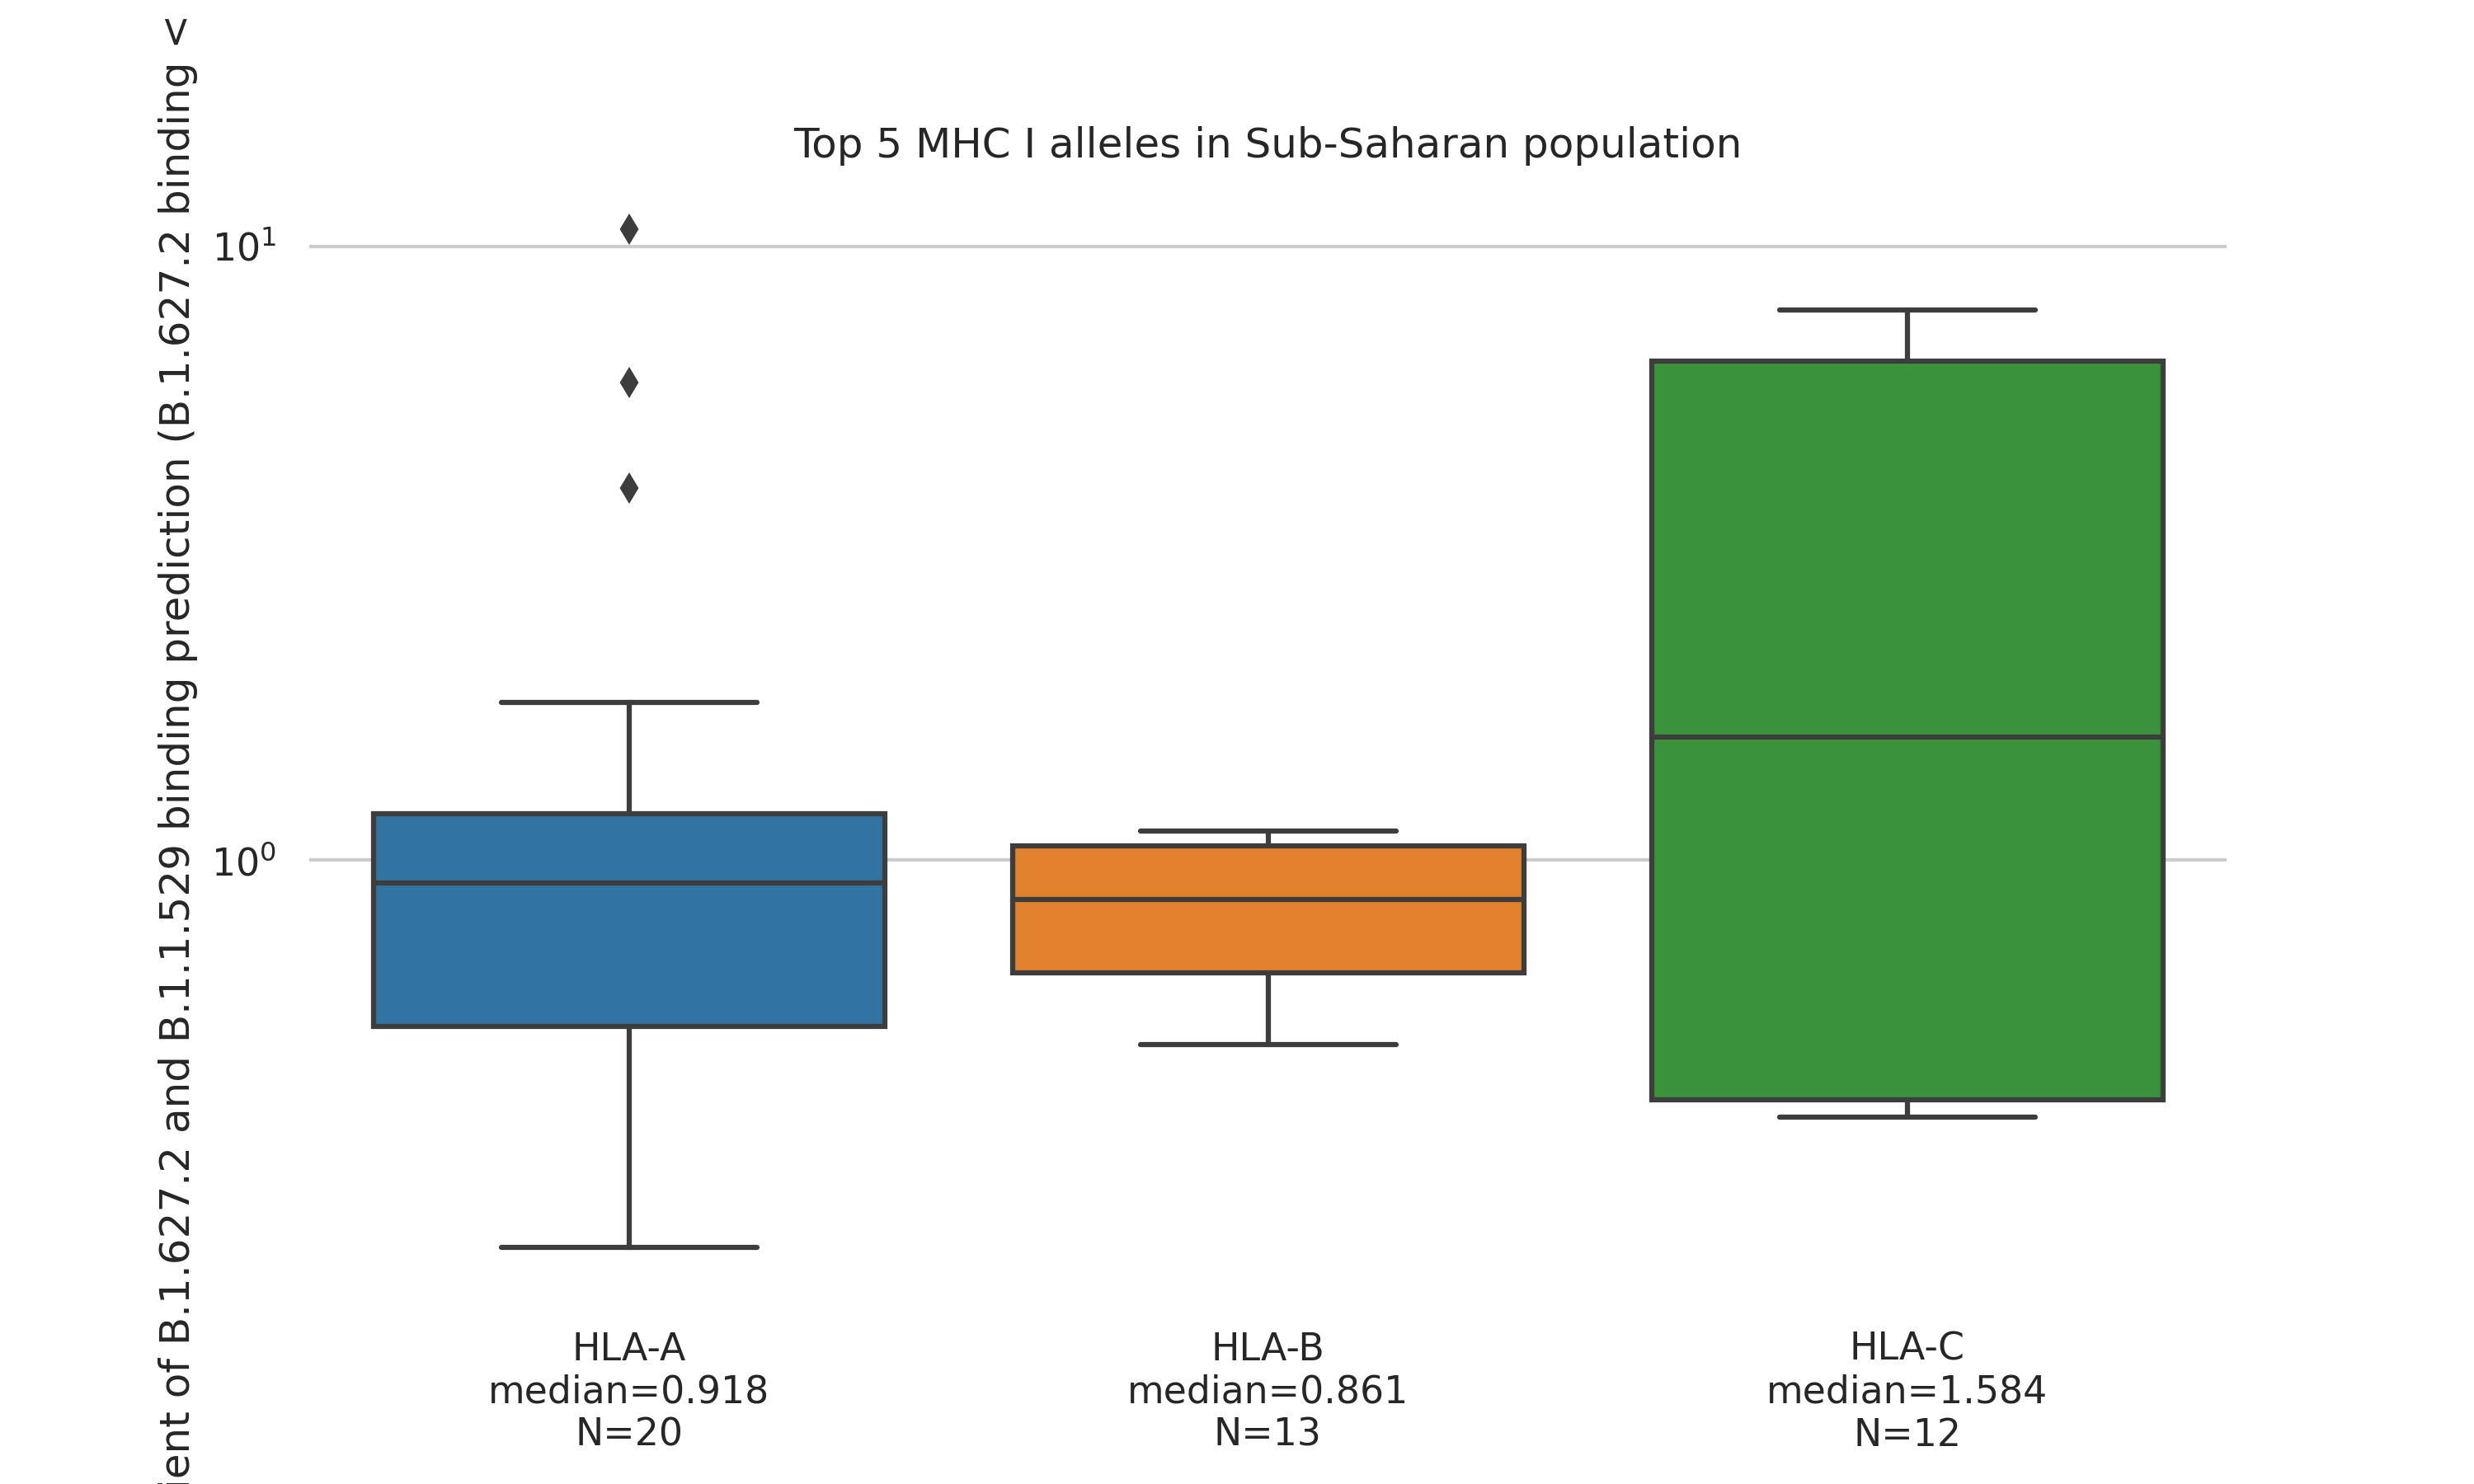 Top 5 MHC I alleles in Sub-Saharan population
of B.1.627.2 and B.1.1.529 binding prediction (B.1.627.2 binding <
10¹
10⁰
HLA-A
median=0.918
N=20
HLA-B
median=0.861
N=13
HLA-C
median=1.584
N=12